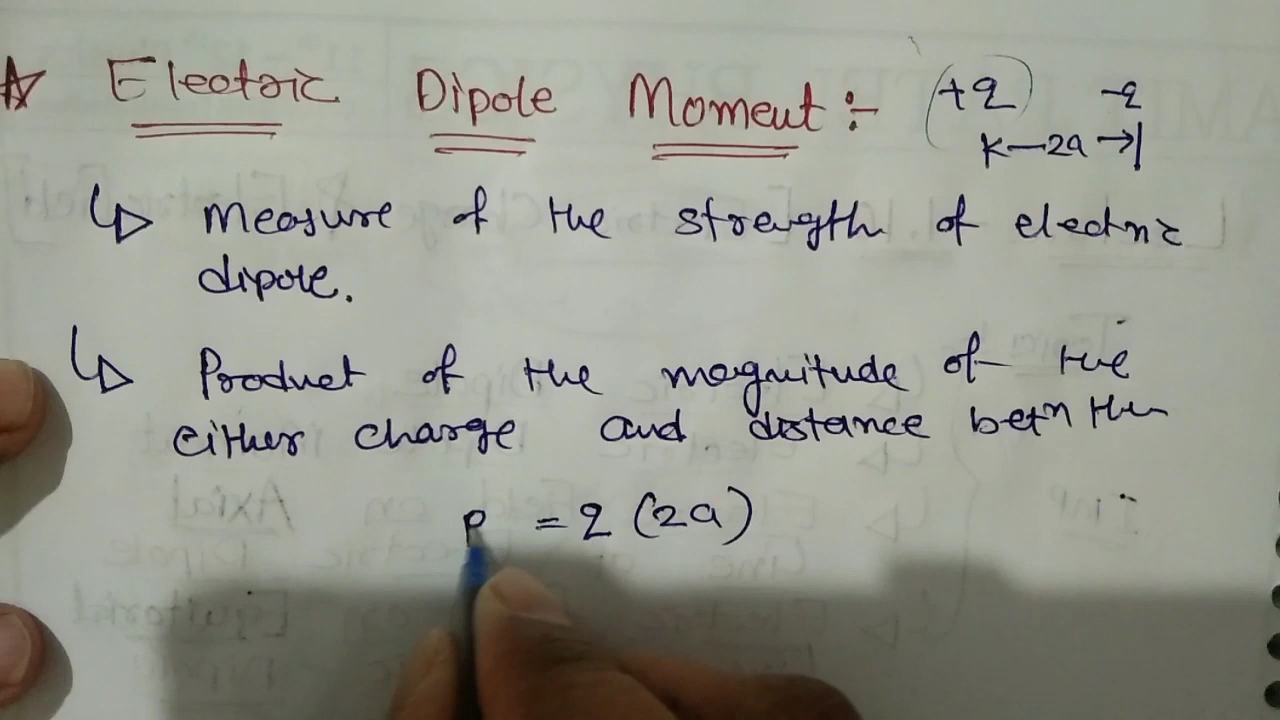 ☆ Electric Dipole Moment :-
+q -q
|←2a→|
↳ measure of the strength of electric
dipole.
↳ Product of the magnitude of the
either charge and distance betn then
P = q (2a)